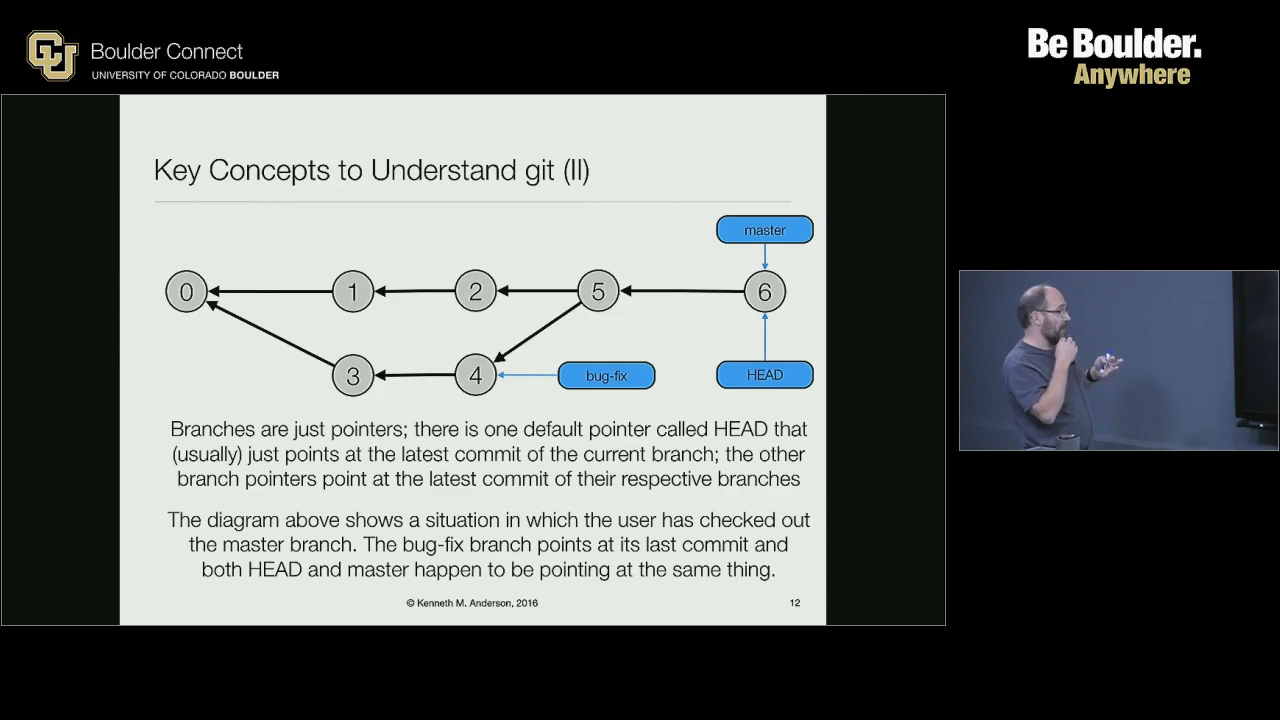 CU
Boulder Connect
UNIVERSITY OF COLORADO BOULDER
Be Boulder.
Anywhere
Key Concepts to Understand git (II)
master
0
1
2
5
6
3
4
bug-fix
HEAD
Branches are just pointers; there is one default pointer called HEAD that
(usually) just points at the latest commit of the current branch; the other
branch pointers point at the latest commit of their respective branches
The diagram above shows a situation in which the user has checked out
the master branch. The bug-fix branch points at its last commit and
both HEAD and master happen to be pointing at the same thing.
© Kenneth M. Anderson, 2016
12